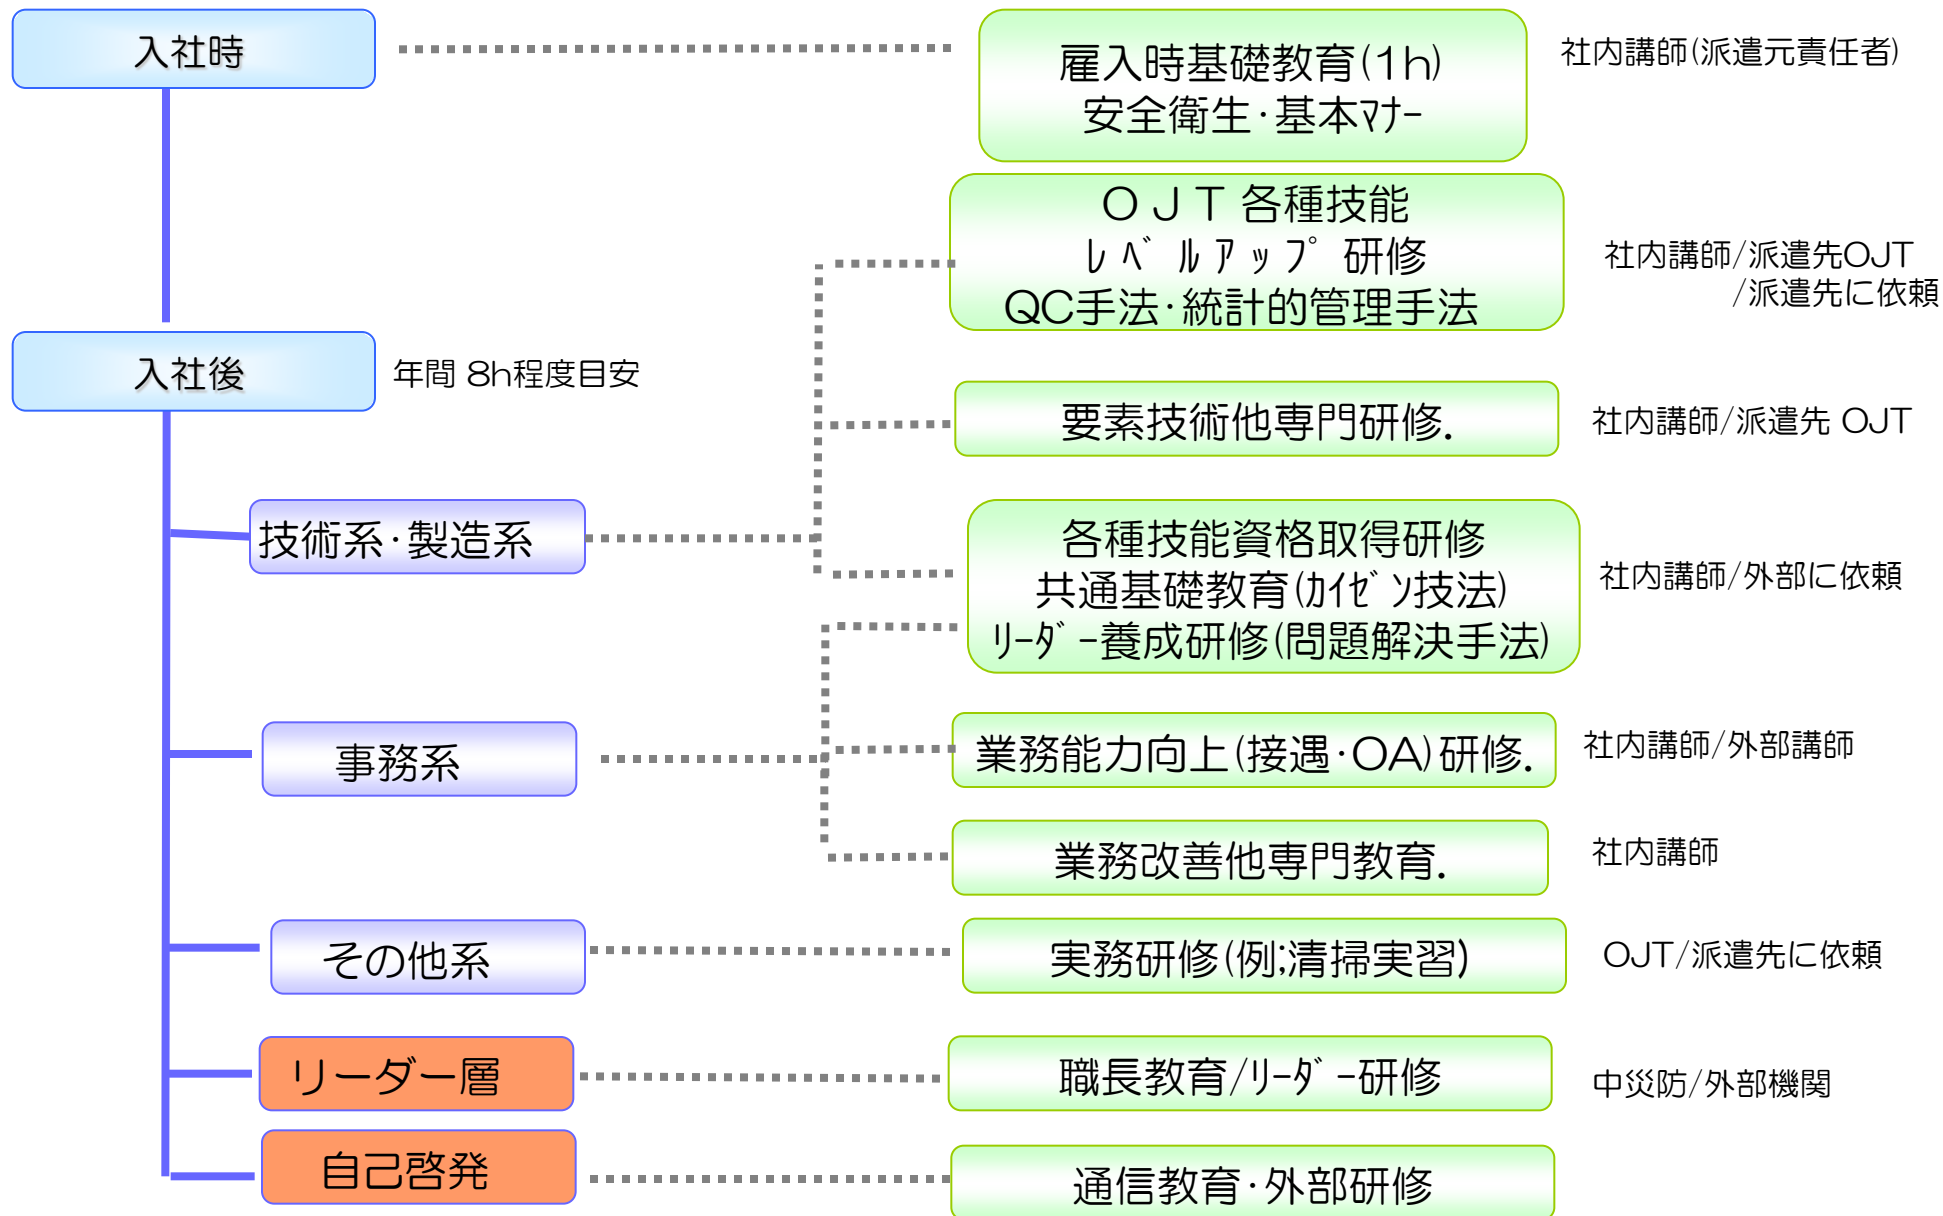 入社時
雇入時基礎教育(1h)
安全衛生・基本ﾏﾅｰ
社内講師(派遣元責任者)
ＯＪＴ 各種技能
ﾚﾍﾞﾙｱｯﾌﾟ研修
QC手法・統計的管理手法
社内講師/派遣先OJT
/派遣先に依頼
入社後
年間 8h程度目安
要素技術他専門研修.
社内講師/派遣先 OJT
技術系・製造系
各種技能資格取得研修
共通基礎教育(ｶｲｾﾞﾝ技法)
ﾘｰﾀﾞｰ養成研修(問題解決手法)
社内講師/外部に依頼
事務系
業務能力向上(接遇・OA)研修.
社内講師/外部講師
業務改善他専門教育.
社内講師
その他系
実務研修(例;清掃実習)
OJT/派遣先に依頼
リーダー層
職長教育/ﾘｰﾀﾞｰ研修
中災防/外部機関
自己啓発
通信教育・外部研修